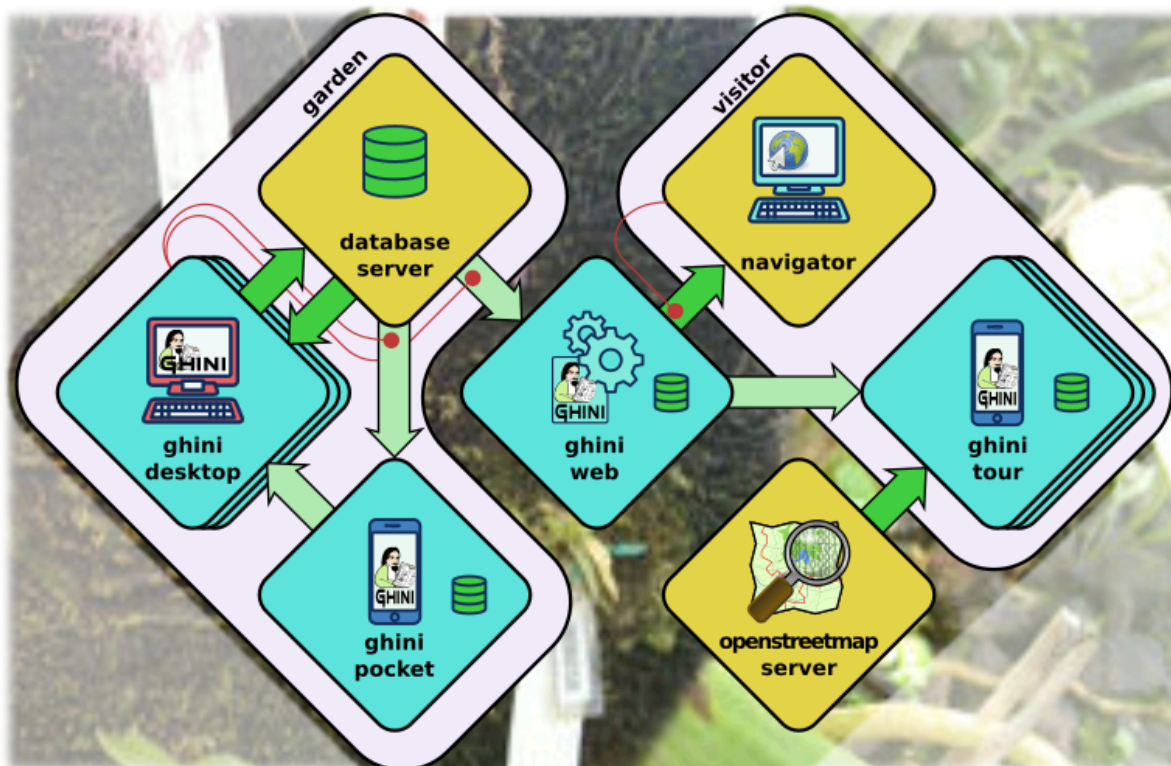 garden
visitor
database
server
navigator
GHINI
ghini
desktop
GHINI
ghini
web
GHINI
ghini
tour
GHINI
ghini
pocket
openstreetmap
server